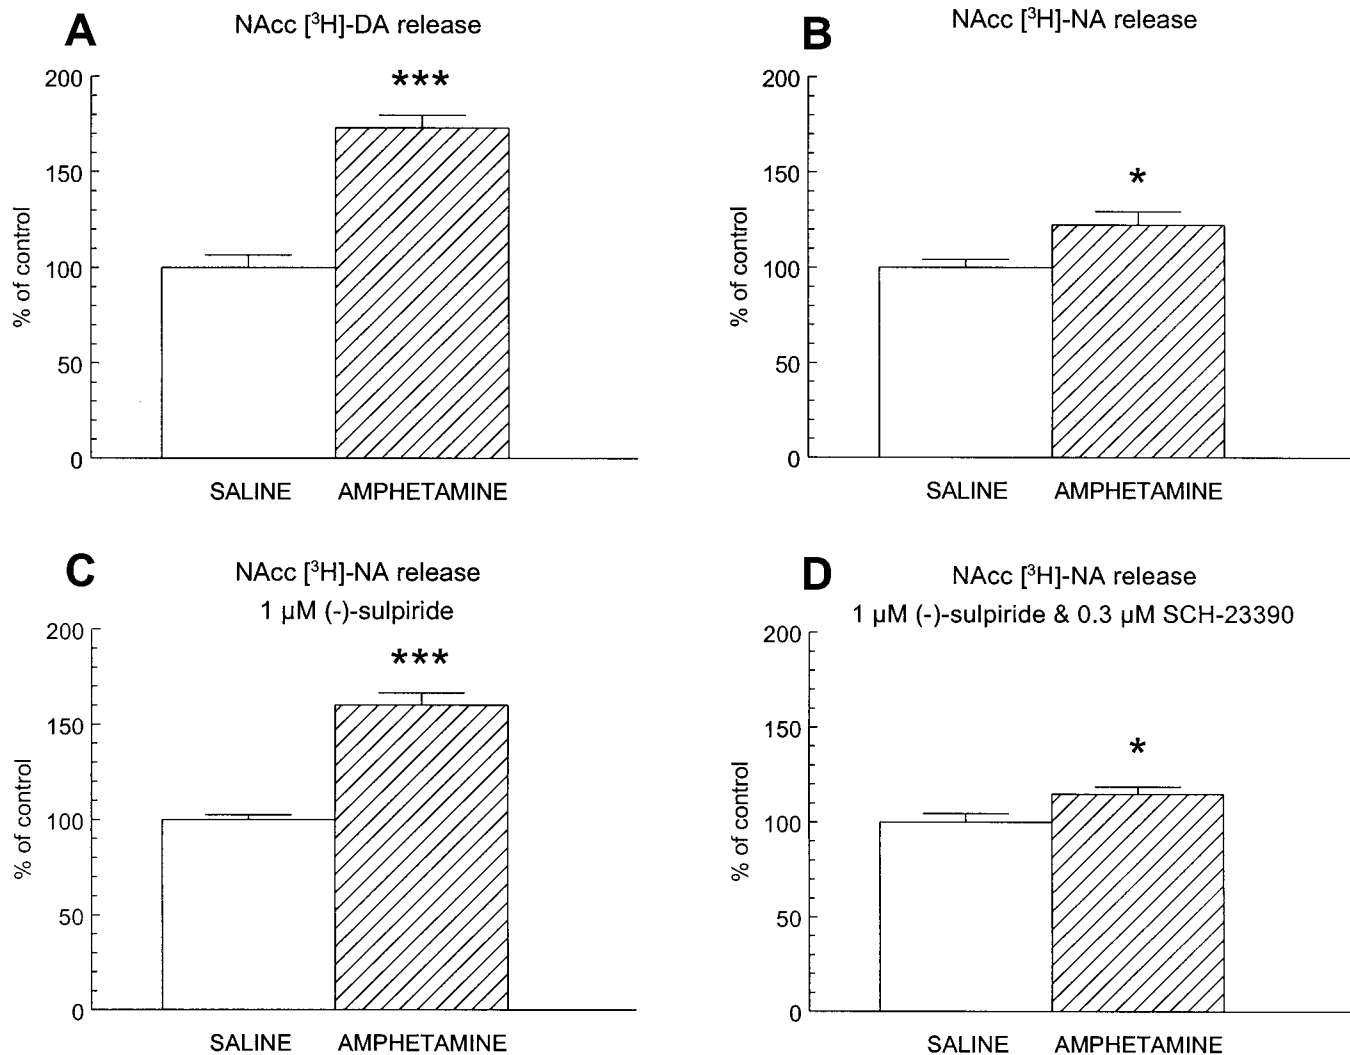 A
NAcc [³H]-DA release
200
***
150
100
50
0
% of control
SALINE AMPHETAMINE
B
NAcc [³H]-NA release
200
150
*
100
50
0
% of control
SALINE AMPHETAMINE
C
NAcc [³H]-NA release
1 µM (-)-sulpiride
200
***
150
100
50
0
% of control
SALINE AMPHETAMINE
D
NAcc [³H]-NA release
1 µM (-)-sulpiride & 0.3 µM SCH-23390
200
150
*
100
50
0
% of control
SALINE AMPHETAMINE